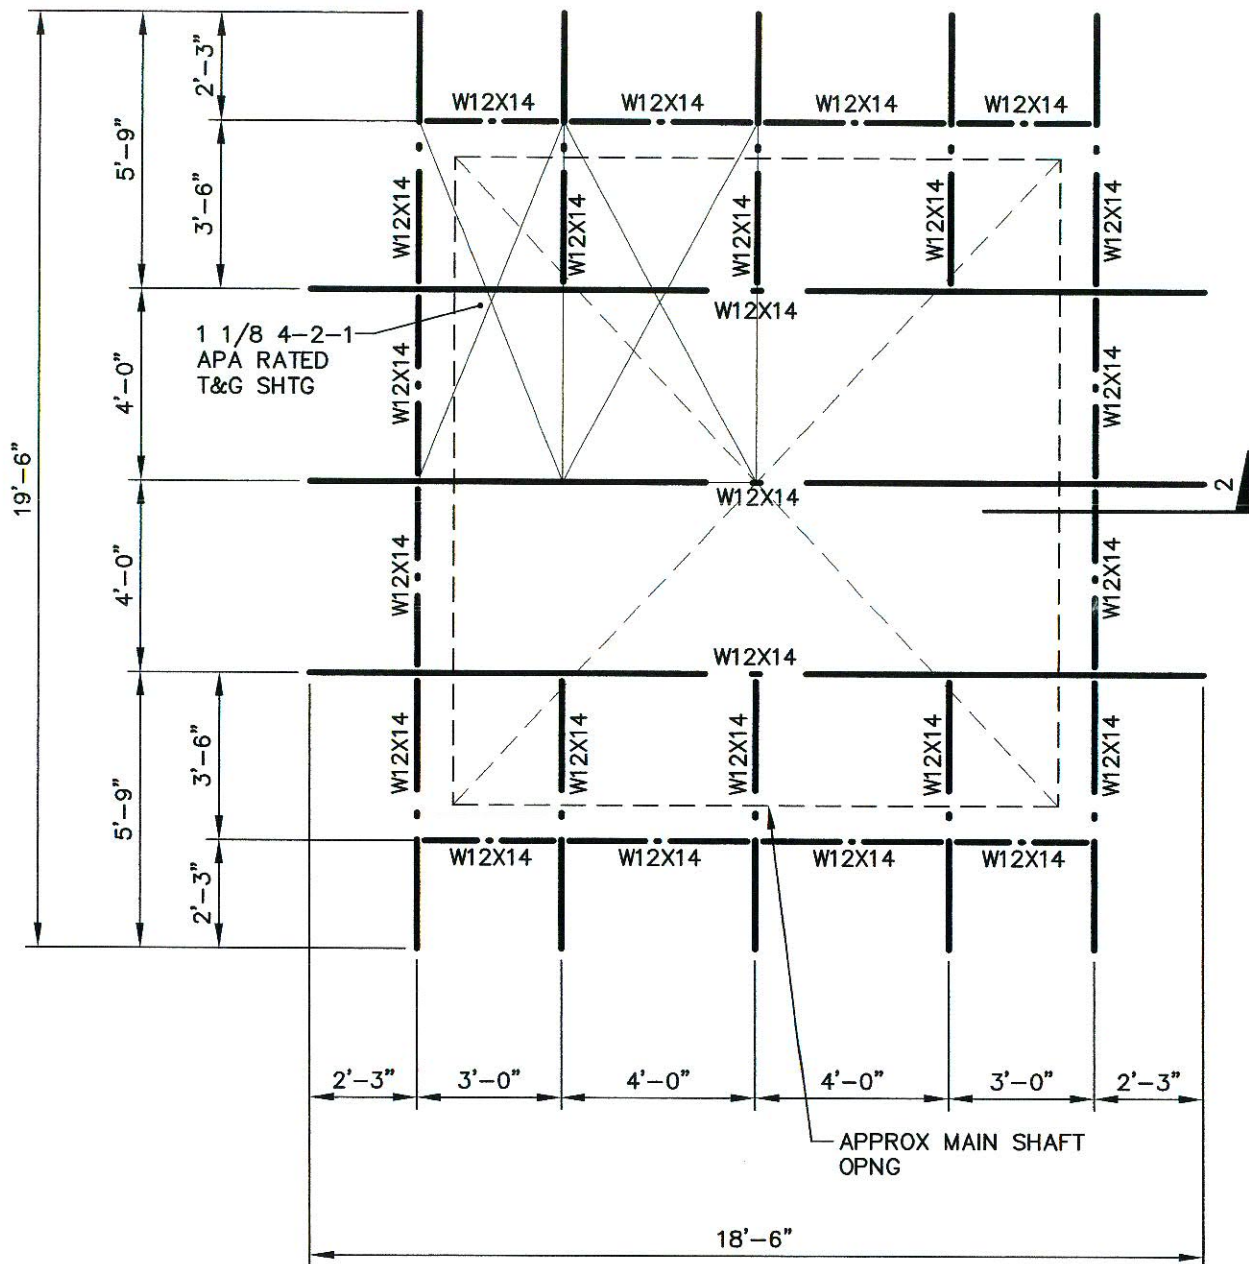 2'-3"
W12X14 W12X14 W12X14 W12X14
5'-9"
3'-6"
W12X14 W12X14 W12X14 W12X14 W12X14
W12X14
1 1/8 4-2-1
APA RATED
T&G SHTG
4'-0"
W12X14 W12X14
19'-6"
W12X14
2
4'-0"
W12X14 W12X14
W12X14
3'-6"
W12X14 W12X14 W12X14 W12X14 W12X14
5'-9"
W12X14 W12X14 W12X14 W12X14
2'-3"
2'-3" 3'-0" 4'-0" 4'-0" 3'-0" 2'-3"
APPROX MAIN SHAFT
OPNG
18'-6"